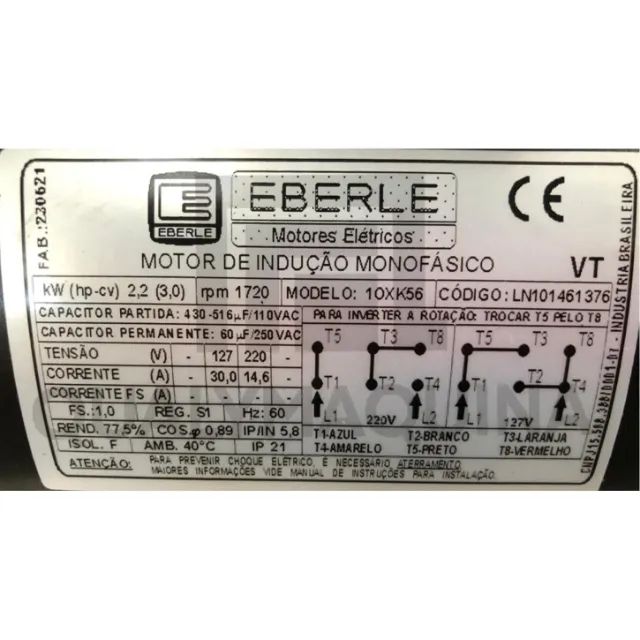 EBERLE
EBERLE
Motores Elétricos
CE
MOTOR DE INDUÇÃO MONOFÁSICO VT
FAB.:230621
INDUSTRIA BRASILEIRA
kW (hp-cv) 2,2 (3,0) rpm 1720 MODELO: 10XK56 CÓDIGO: LN101461376
CAPACITOR PARTIDA: 430-516µF/110VAC PARA INVERTER A ROTAÇÃO: TROCAR T5 PELO T8
CAPACITOR PERMANENTE: 60 µF/250VAC
TENSÃO (V) - 127 220 -
CORRENTE (A) - 30,0 14,6 -
CORRENTE FS (A) - - - -
FS.:1,0 REG. S1 Hz: 60
REND. 77,5% COS.φ 0,89 IP/IN 5,8
ISOL. F AMB. 40°C IP 21
T5 T3 T8 T5 T3 T8
T1 T2 T4 T1 T2 T4
L1 220V L2 L1 127V L2
T1-AZUL T2-BRANCO T3-LARANJA
T4-AMARELO T5-PRETO T8-VERMELHO
ATENÇÃO: PARA PREVENIR CHOQUE ELÉTRICO, É NECESSÁRIO ATERRAMENTO
MAIORES INFORMAÇÕES VIDE MANUAL DE INSTRUÇÕES PARA INSTALAÇÃO.